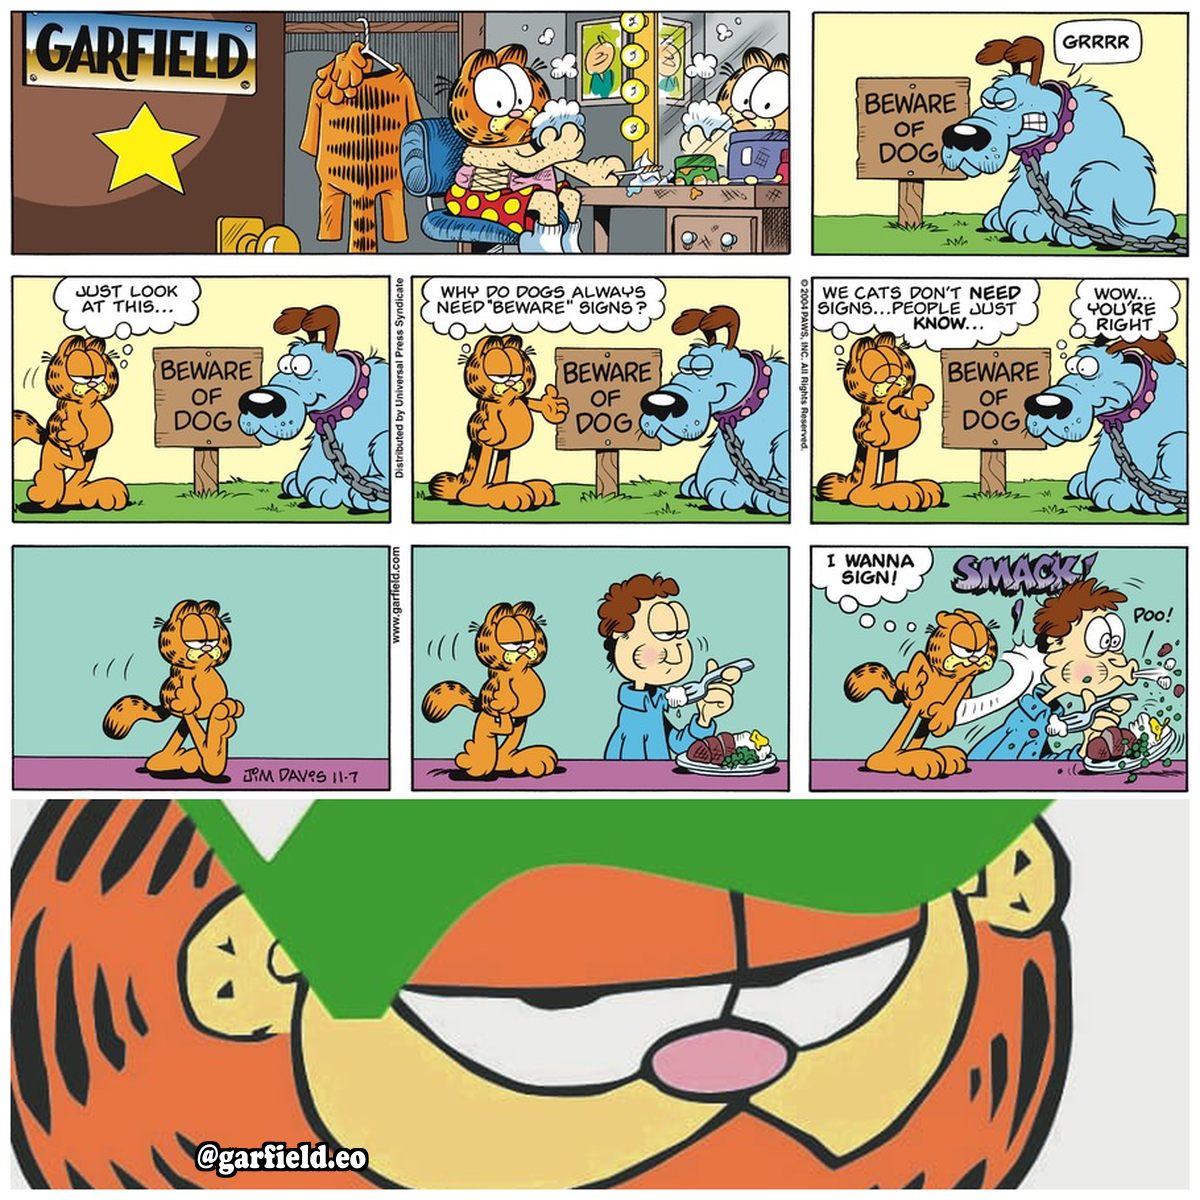 GARFIELD
GRRRR
BEWARE
OF
DOG
JUST LOOK
AT THIS...
BEWARE
OF
DOG
Distributed by Universal Press Syndicate
WHY DO DOGS ALWAYS
NEED "BEWARE" SIGNS?
BEWARE
OF
DOG
© 2004 PAWS, INC. All Rights Reserved.
WE CATS DON'T NEED
SIGNS...PEOPLE JUST
KNOW...
WOW...
YOU'RE
RIGHT
BEWARE
OF
DOG
JIM DAVIS 11-7
www.garfield.com
I WANNA
SIGN!
SMACK!
POO!
@garfield.eo